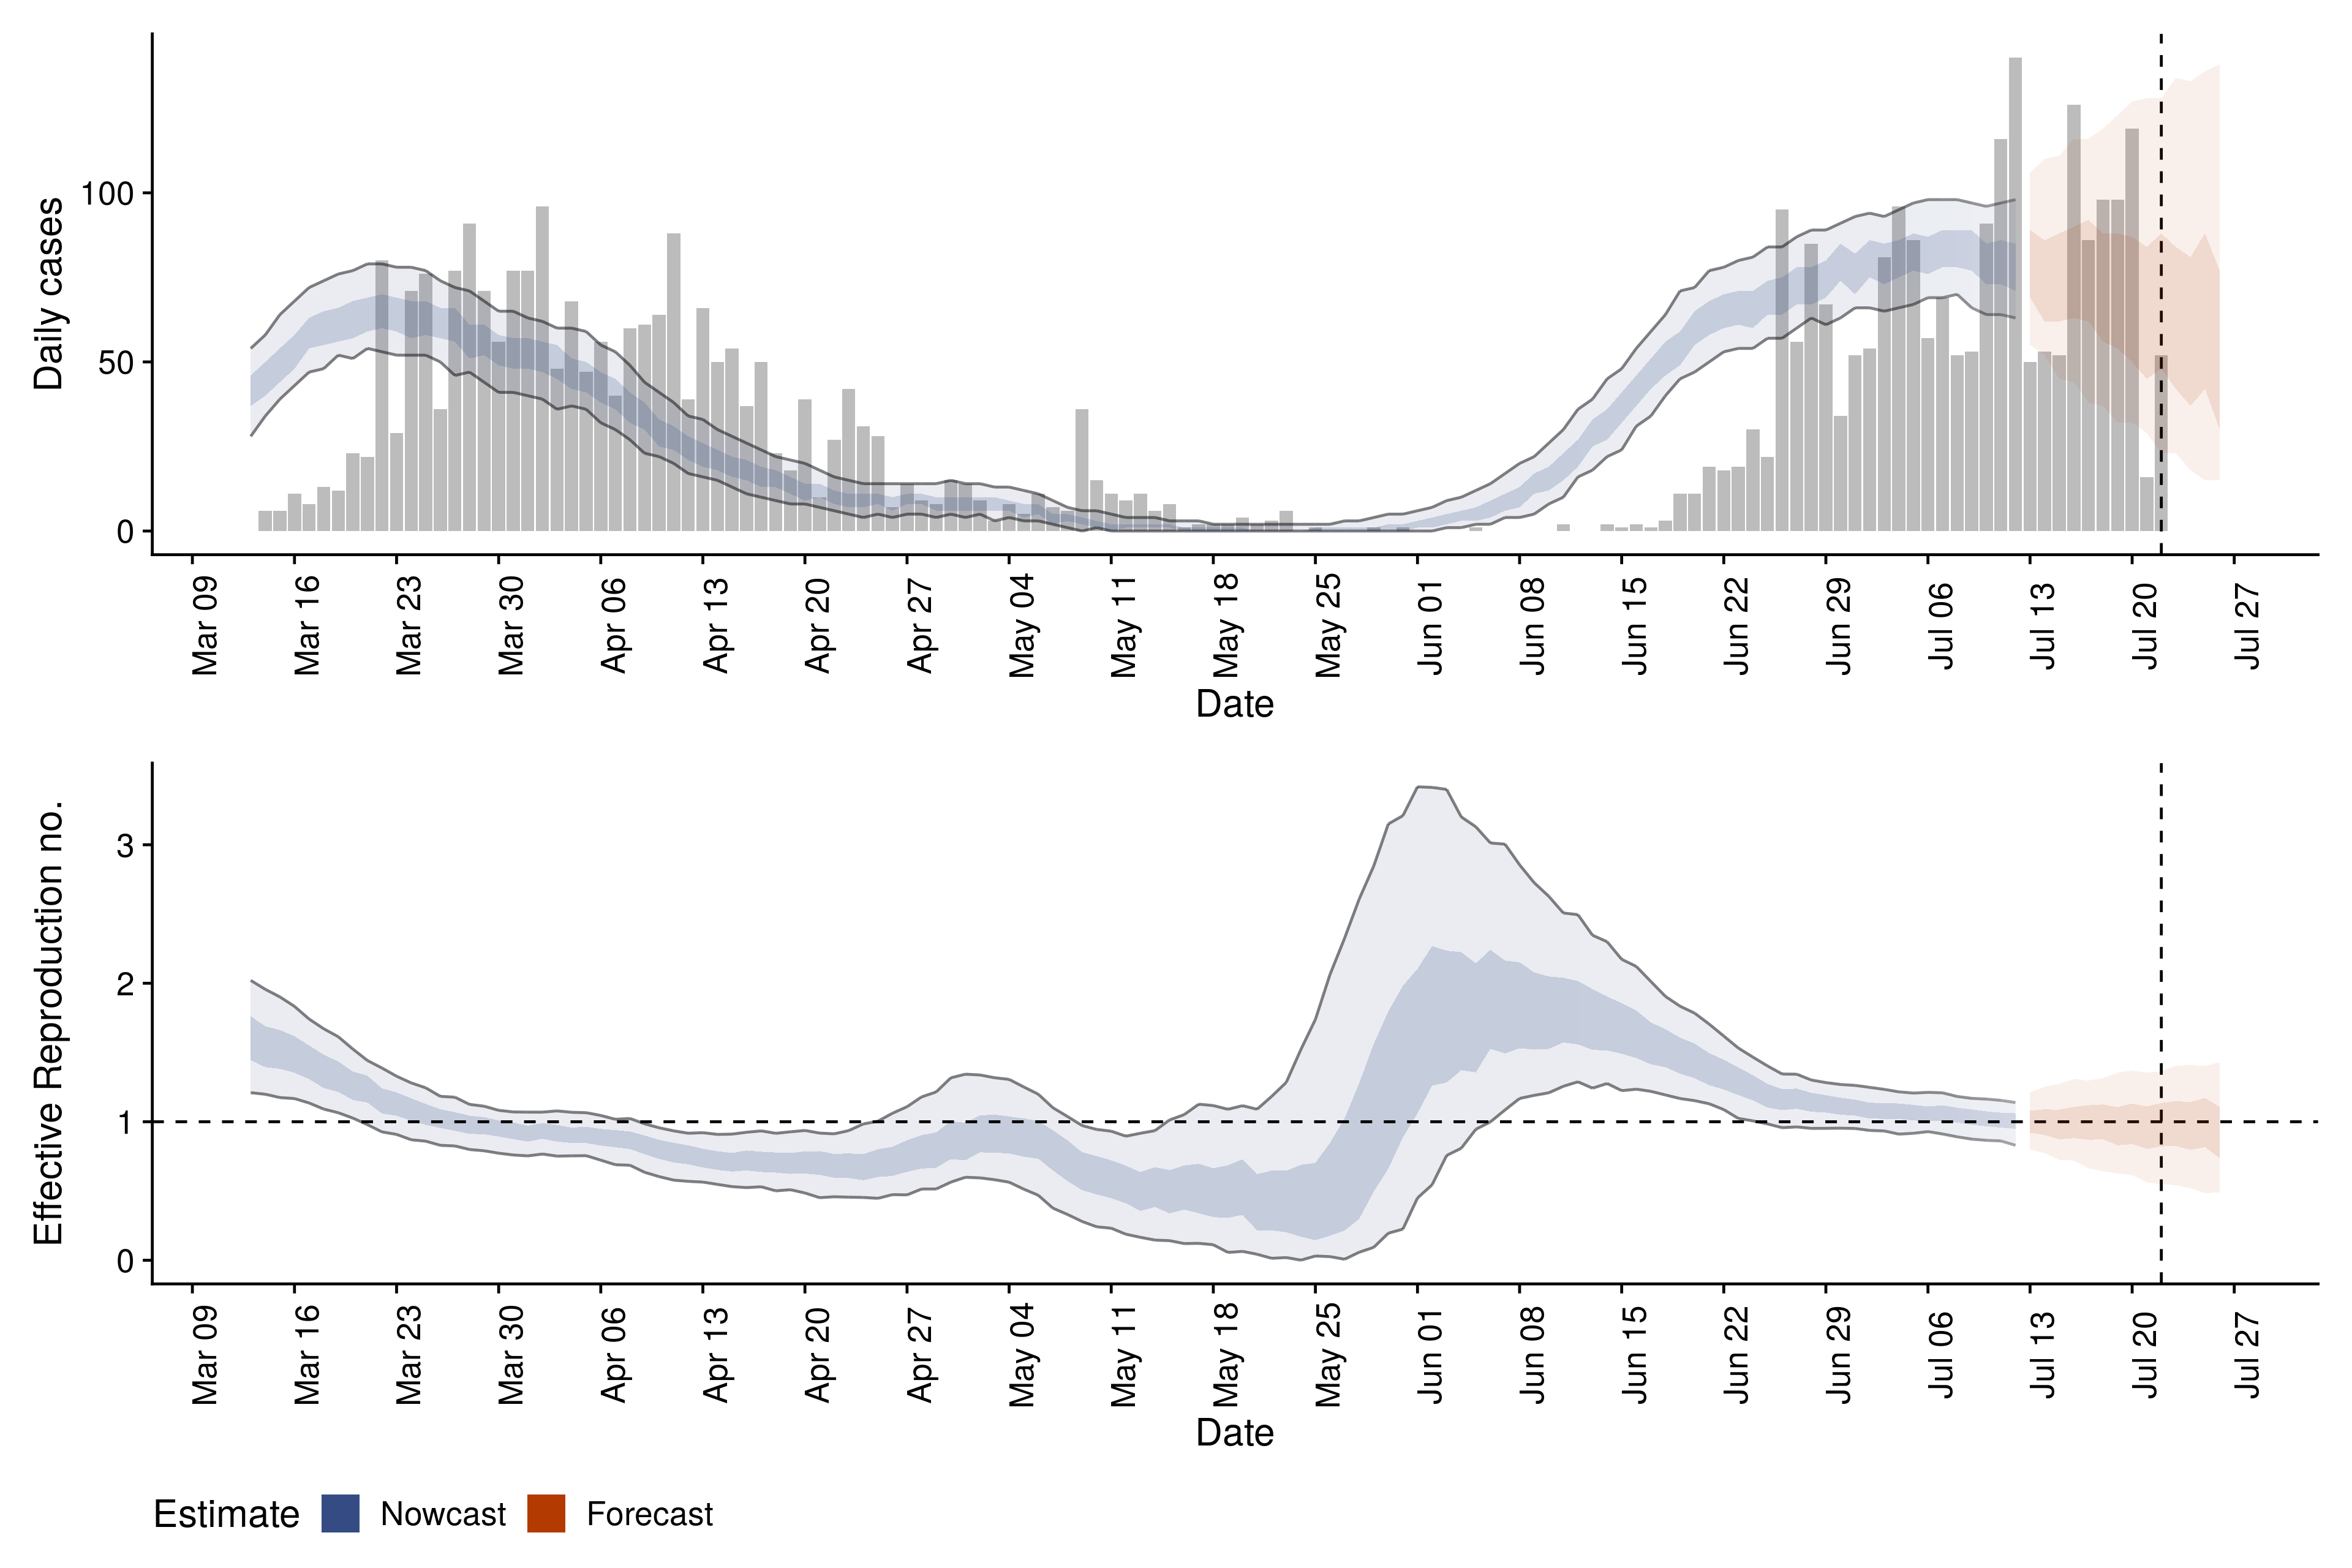 Daily cases
100
50
0
Mar 09 Mar 16 Mar 23 Mar 30 Apr 06 Apr 13 Apr 20 Apr 27 May 04 May 11 May 18 May 25 Jun 01 Jun 08 Jun 15 Jun 22 Jun 29 Jul 06 Jul 13 Jul 20 Jul 27
Date
Effective Reproduction no.
3
2
1
0
Mar 09 Mar 16 Mar 23 Mar 30 Apr 06 Apr 13 Apr 20 Apr 27 May 04 May 11 May 18 May 25 Jun 01 Jun 08 Jun 15 Jun 22 Jun 29 Jul 06 Jul 13 Jul 20 Jul 27
Date
Estimate Nowcast Forecast